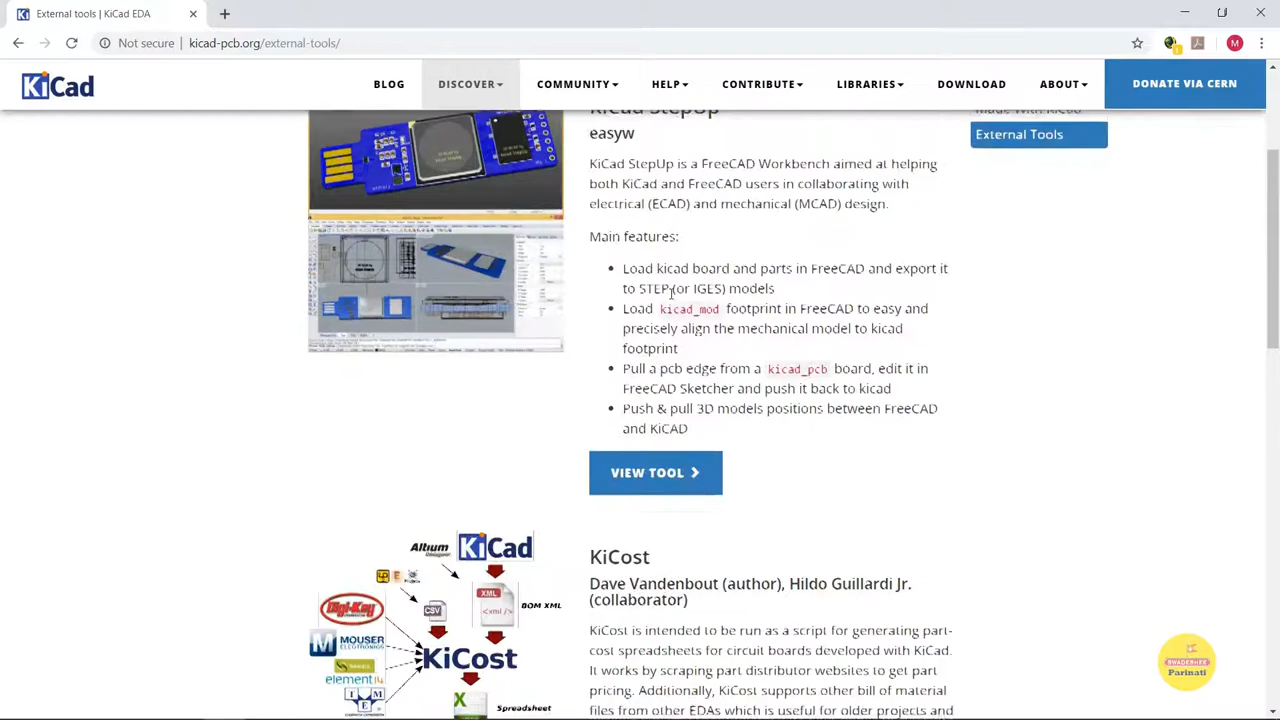 External tools | KiCad EDA
Not secure
kicad-pcb.org/external-tools/
M
KiCad
BLOG
DISCOVER
COMMUNITY
HELP
CONTRIBUTE
LIBRARIES
DOWNLOAD
ABOUT
DONATE VIA CERN
KiCad StepUp
Made With KiCad
External Tools
easyw
KiCad StepUp is a FreeCAD Workbench aimed at helping
both KiCad and FreeCAD users in collaborating with
electrical (ECAD) and mechanical (MCAD) design.
Main features:
Load kicad board and parts in FreeCAD and export it
to STEP (or IGES) models
Load kicad_mod footprint in FreeCAD to easy and
precisely align the mechanical model to kicad
footprint
Pull a pcb edge from a kicad_pcb board, edit it in
FreeCAD Sketcher and push it back to kicad
Push & pull 3D models positions between FreeCAD
and KiCAD
VIEW TOOL
Altium
KiCad
XML
<xml/>
BOM XML
CSV
Digi-Key
MOUSER
ELECTRONICS
element14
KiCost
Spreadsheet
KiCost
Dave Vandenbout (author), Hildo Guillardi Jr.
(collaborator)
KiCost is intended to be run as a script for generating part-
cost spreadsheets for circuit boards developed with KiCad.
It works by scraping part distributor websites to get part
pricing. Additionally, KiCost supports other bill of material
files from other EDAs which is useful for older projects and
SWADESHEE
Parinati